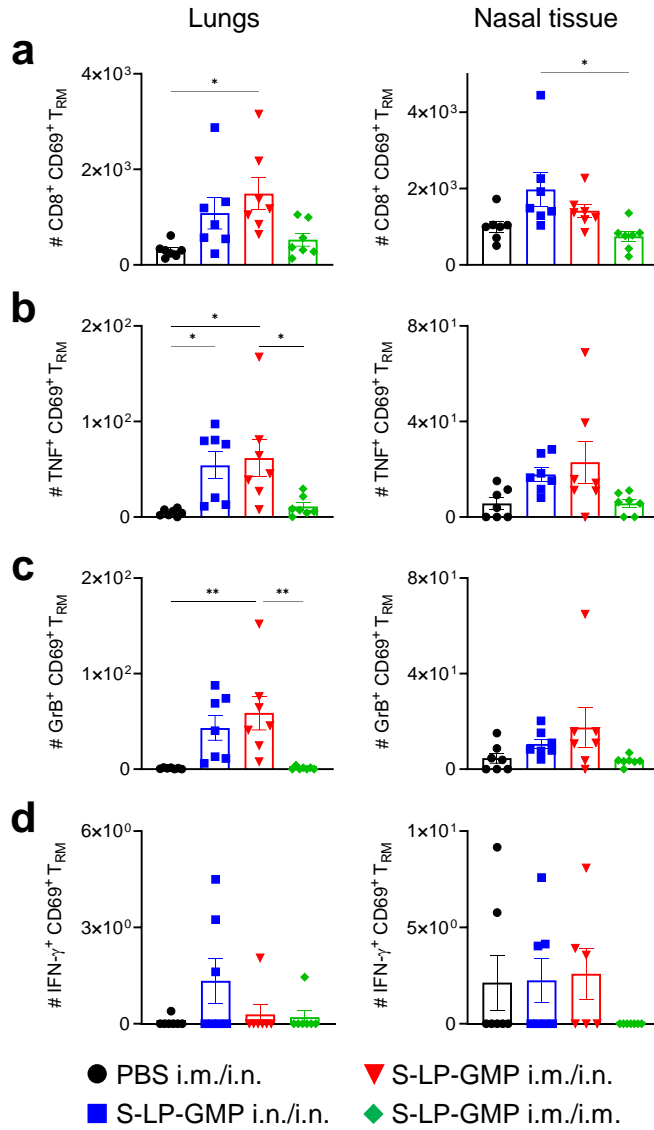 Lungs Nasal tissue
a
# CD8⁺ CD69⁺ T_RM
4×10³
2×10³
0
*
# CD8⁺ CD69⁺ T_RM
4×10³
2×10³
0
*
b
# TNF⁺ CD69⁺ T_RM
2×10²
1×10²
0
*
*
*
# TNF⁺ CD69⁺ T_RM
8×10¹
4×10¹
0
c
# GrB⁺ CD69⁺ T_RM
2×10²
1×10²
0
**
**
# GrB⁺ CD69⁺ T_RM
8×10¹
4×10¹
0
d
# IFN-γ⁺ CD69⁺ T_RM
6×10⁰
3×10⁰
0
# IFN-γ⁺ CD69⁺ T_RM
1×10¹
5×10⁰
0
PBS i.m./i.n. S-LP-GMP i.m./i.n.
S-LP-GMP i.n./i.n. S-LP-GMP i.m./i.m.